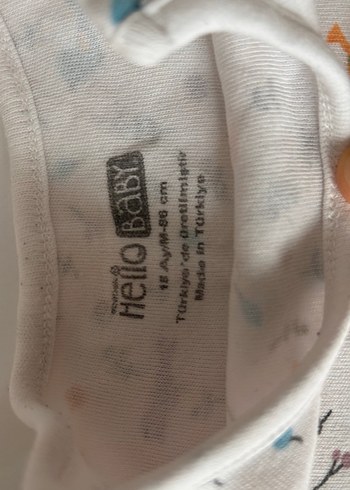 Hello BABY
18 Ay/M-86 cm
Türkiye'de üretilmiştir
Made in Türkiye